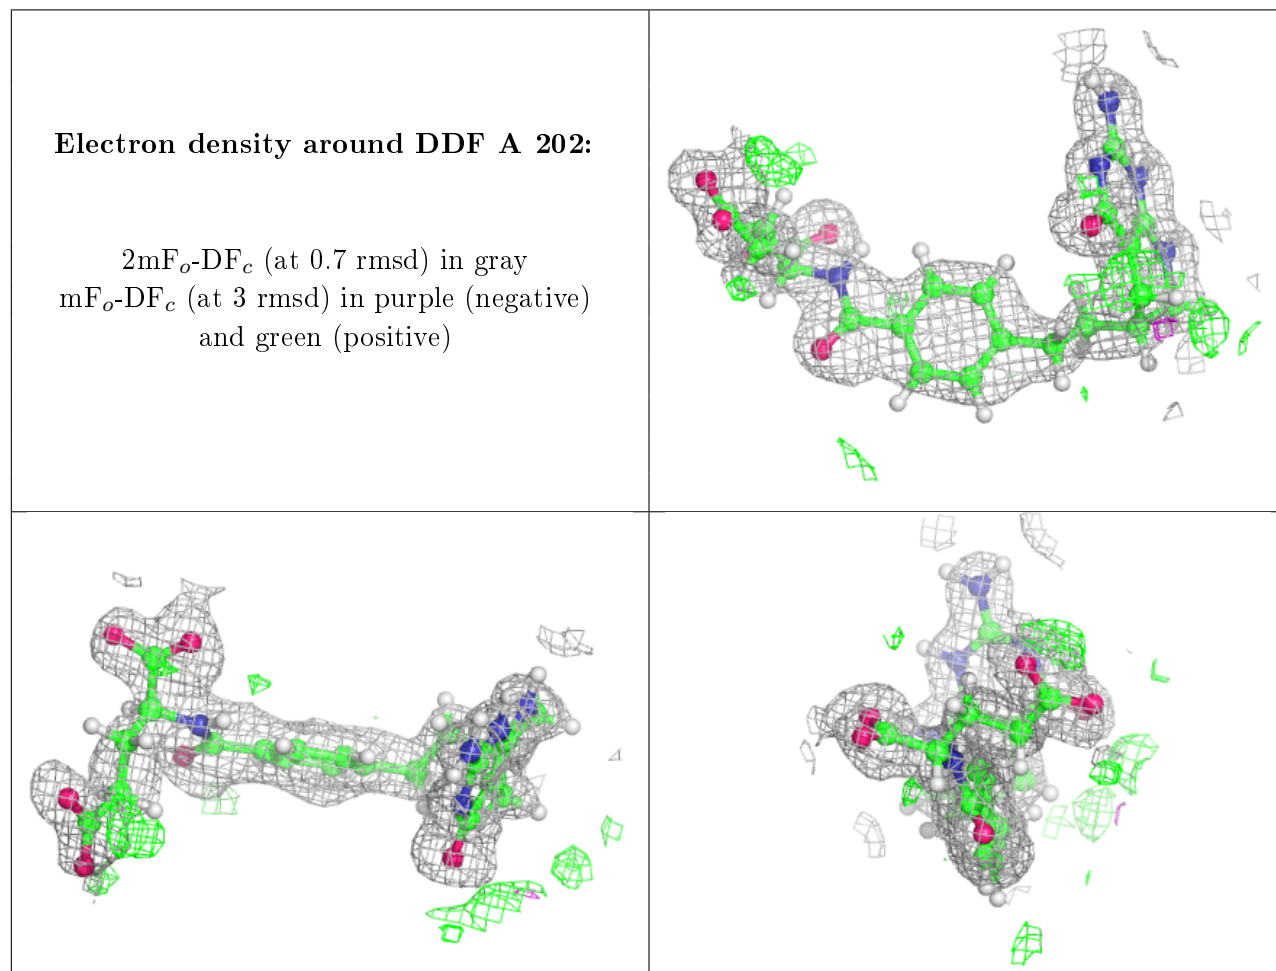 Electron density around DDF A 202:
2mFₒ-DF𝒸 (at 0.7 rmsd) in gray
mFₒ-DF𝒸 (at 3 rmsd) in purple (negative)
and green (positive)